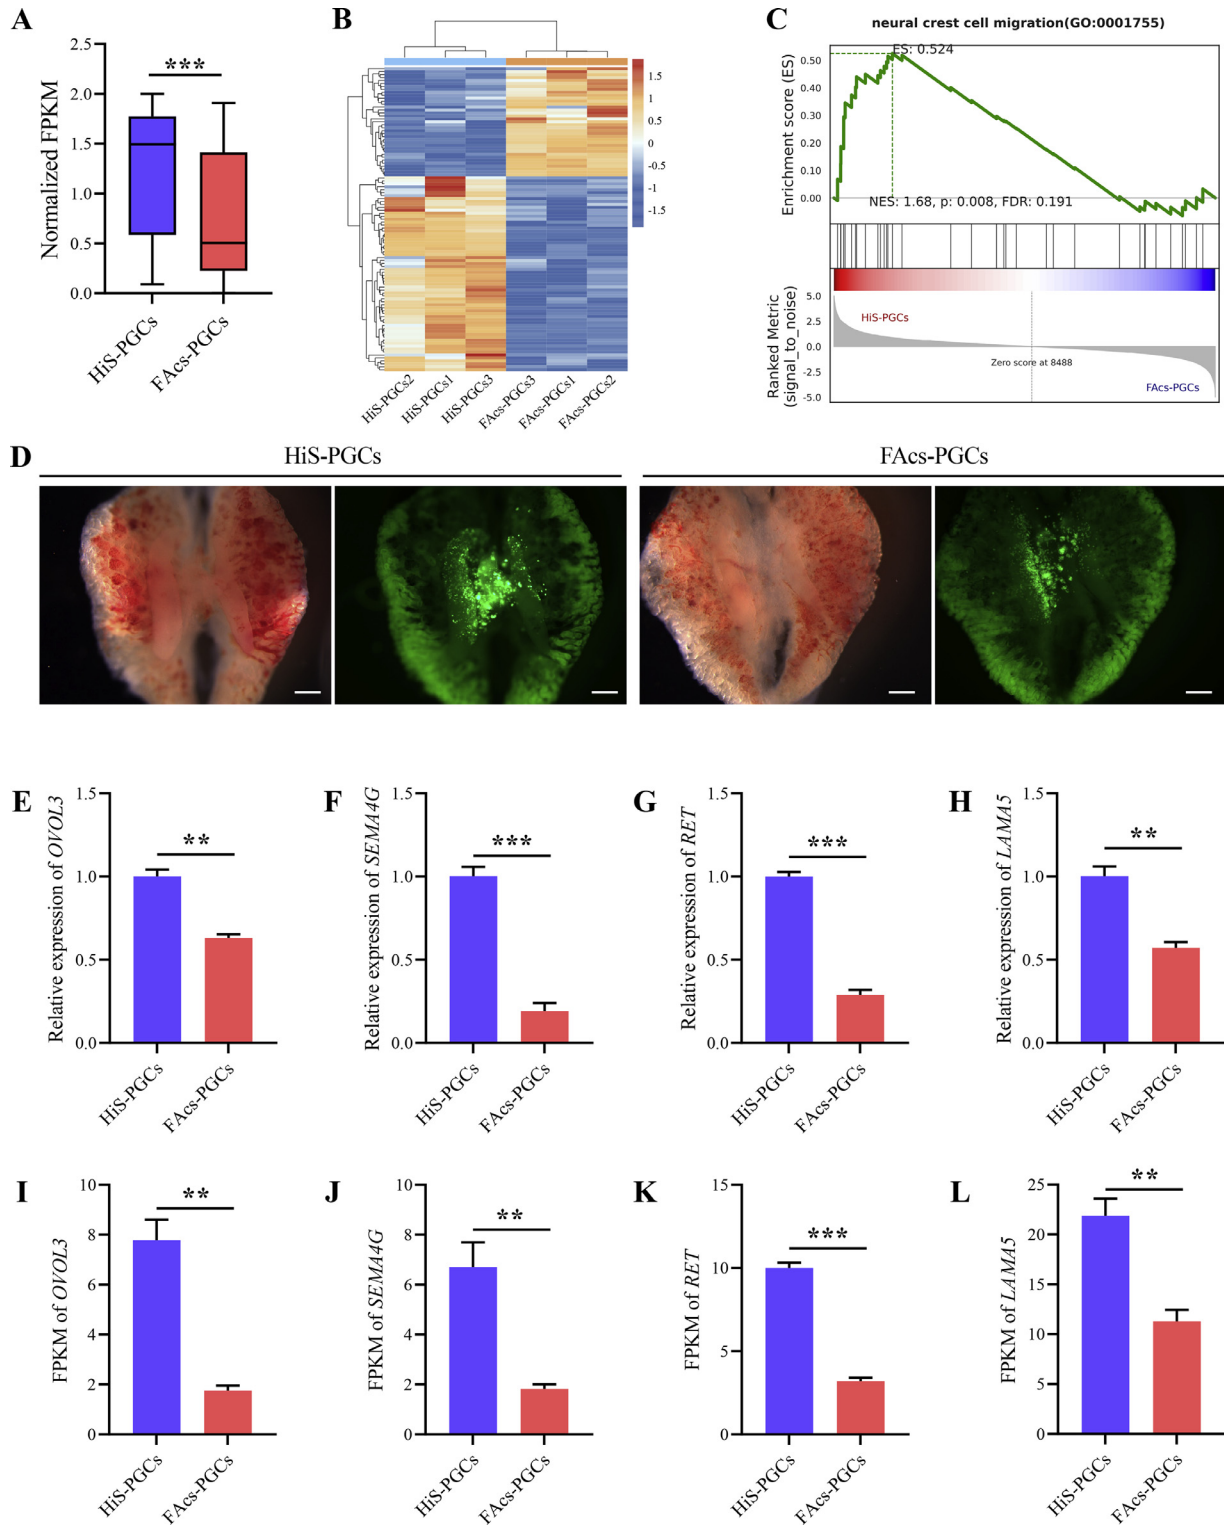 A
Normalized FPKM
2.5
2.0
1.5
1.0
0.5
0.0
***
HiS-PGCs
FAcs-PGCs
B
1.5
1
0.5
0
-0.5
-1
-1.5
HiS-PGCs2
HiS-PGCs1
HiS-PGCs3
FAcs-PGCs3
FAcs-PGCs1
FAcs-PGCs2
C
neural crest cell migration(GO:0001755)
Enrichment score (ES)
0.50
0.40
0.30
0.20
0.10
0.00
ES: 0.524
NES: 1.68, p: 0.008, FDR: 0.191
Ranked Metric
(signal_to_noise)
5.0
2.5
0.0
-2.5
-5.0
HiS-PGCs
Zero score at 8488
FAcs-PGCs
D
HiS-PGCs
FAcs-PGCs
E
Relative expression of OVOL3
1.5
1.0
0.5
0.0
**
HiS-PGCs
FAcs-PGCs
F
Relative expression of SEMA4G
1.5
1.0
0.5
0.0
***
HiS-PGCs
FAcs-PGCs
G
Relative expression of RET
1.5
1.0
0.5
0.0
***
HiS-PGCs
FAcs-PGCs
H
Relative expression of LAMA5
1.5
1.0
0.5
0.0
**
HiS-PGCs
FAcs-PGCs
I
FPKM of OVOL3
10
8
6
4
2
0
**
HiS-PGCs
FAcs-PGCs
J
FPKM of SEMA4G
10
8
6
4
2
0
**
HiS-PGCs
FAcs-PGCs
K
FPKM of RET
15
10
5
0
***
HiS-PGCs
FAcs-PGCs
L
FPKM of LAMA5
25
20
15
10
5
0
**
HiS-PGCs
FAcs-PGCs